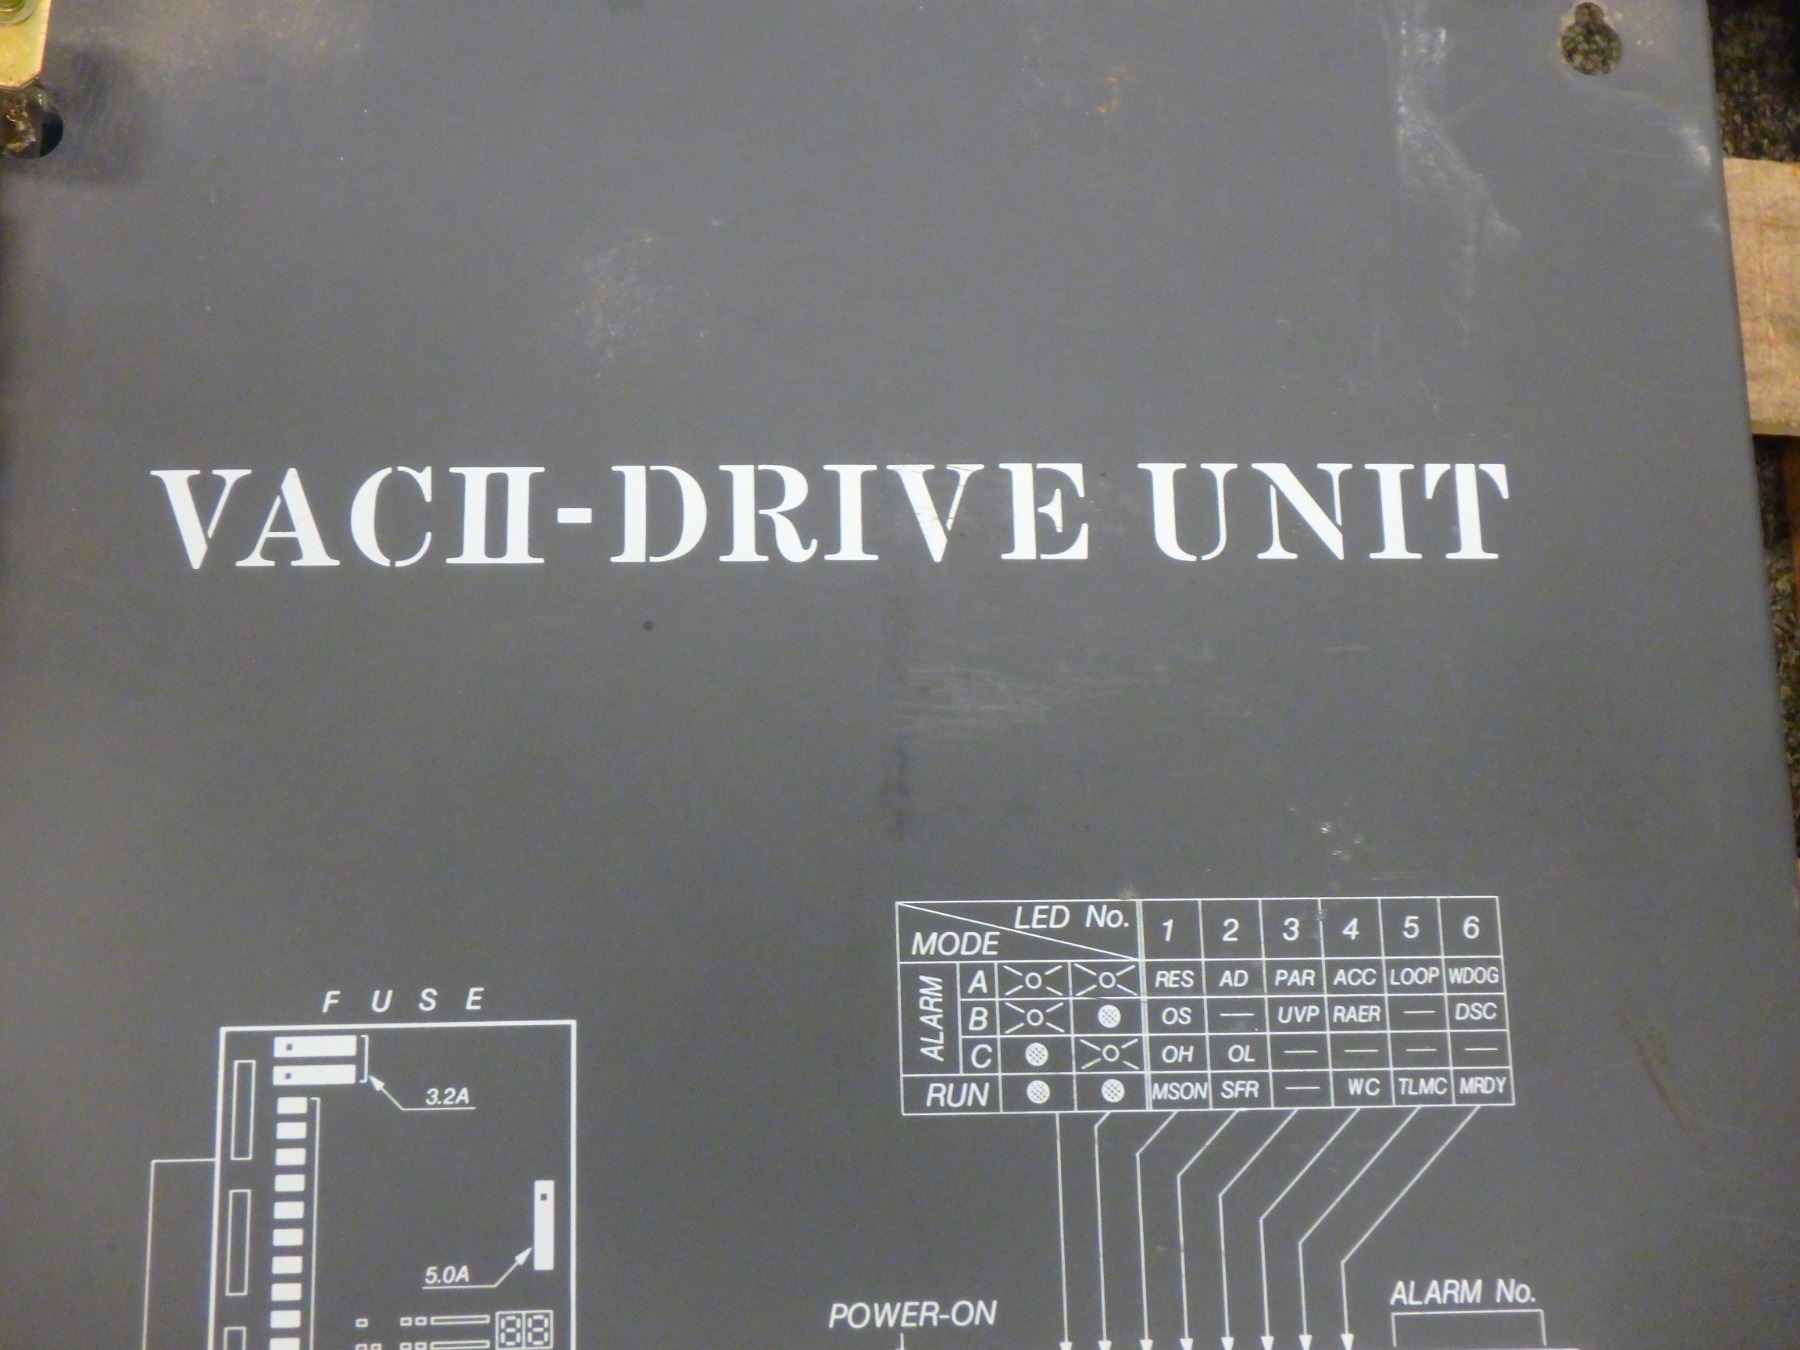 VACII-DRIVE UNIT
LED No. 1 2 3 4 5 6
MODE
ALARM A RES AD PAR ACC LOOP WDOG
B OS — UVP RAER — DSC
C OH OL — — — —
RUN MSON SFR — WC TLMC MRDY
FUSE
3.2A
5.0A
88
POWER-ON
ALARM No.